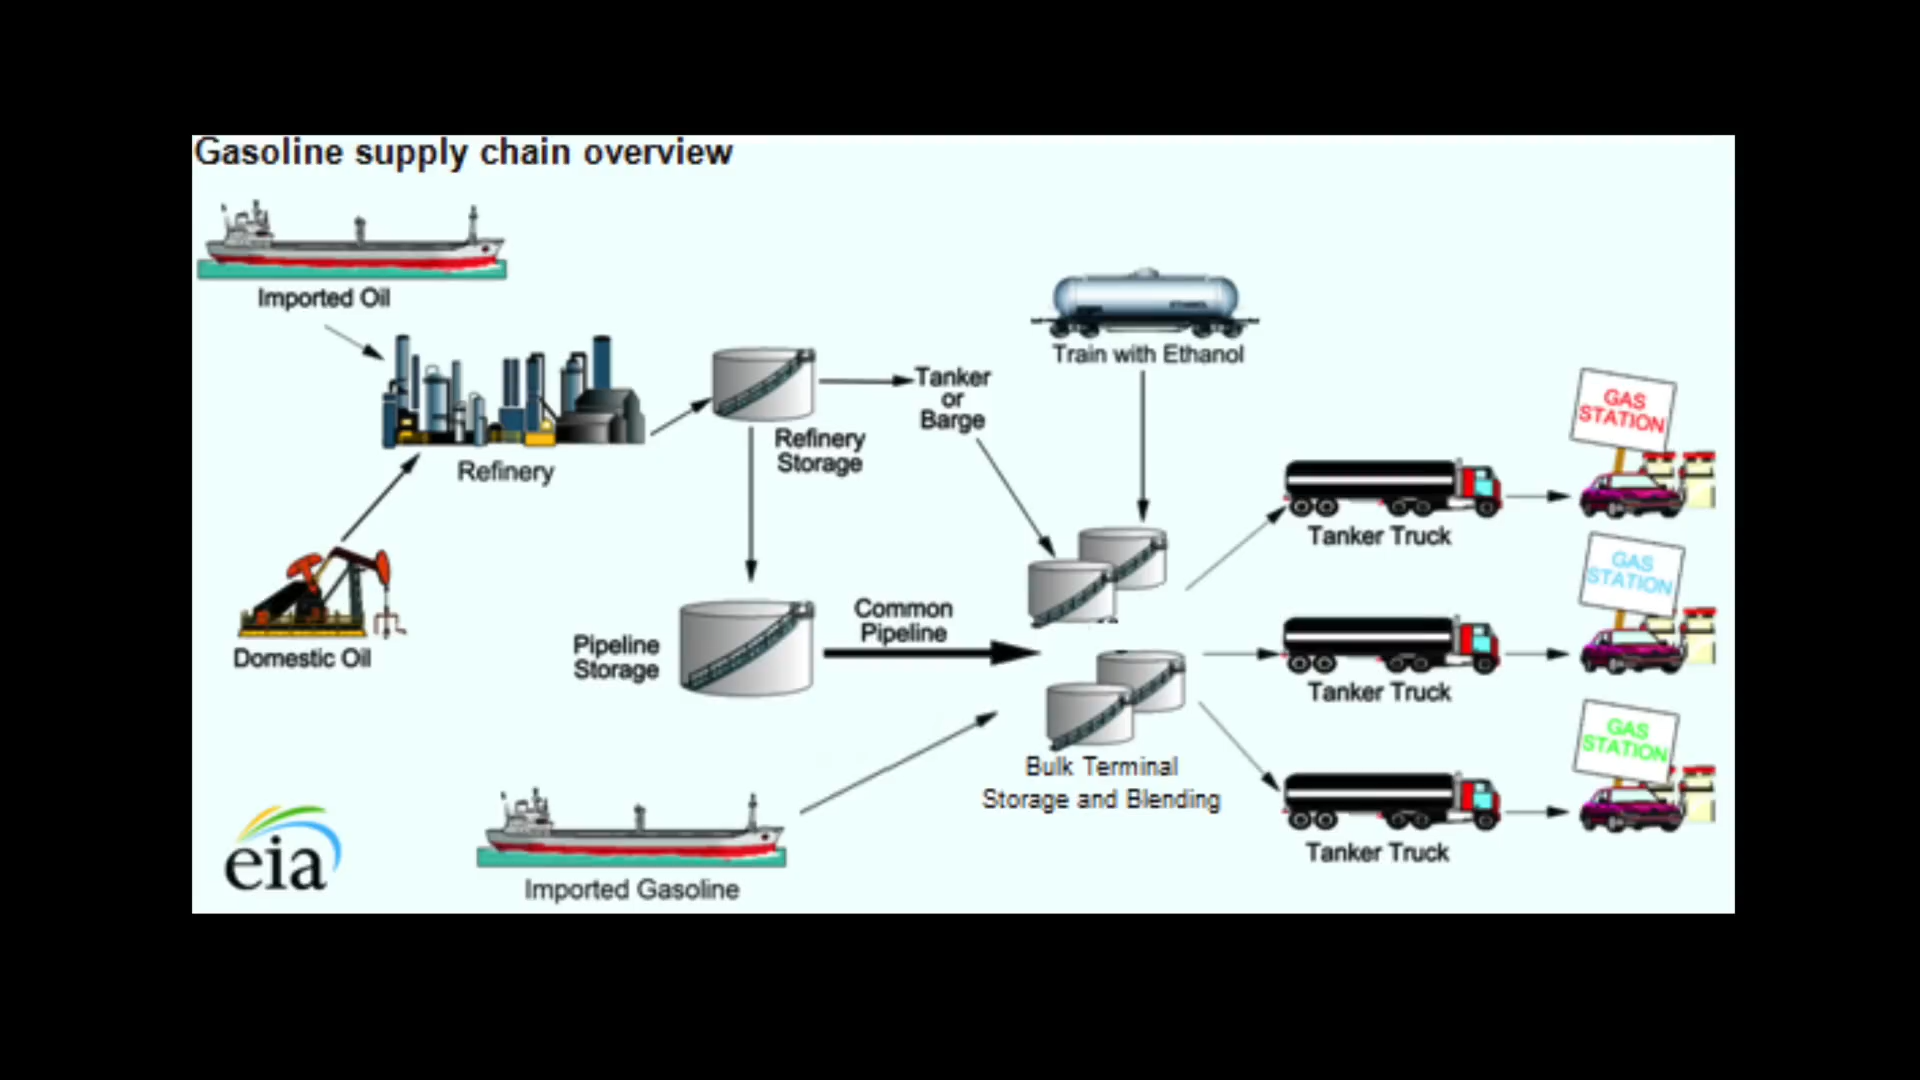 Gasoline supply chain overview
Imported Oil
Train with Ethanol
ETHANOL
Refinery
Domestic Oil
Refinery
Storage
Tanker
or
Barge
Pipeline
Storage
Common
Pipeline
Bulk Terminal
Storage and Blending
Imported Gasoline
Tanker Truck
GAS
STATION
Tanker Truck
GAS
STATION
Tanker Truck
GAS
STATION
eia